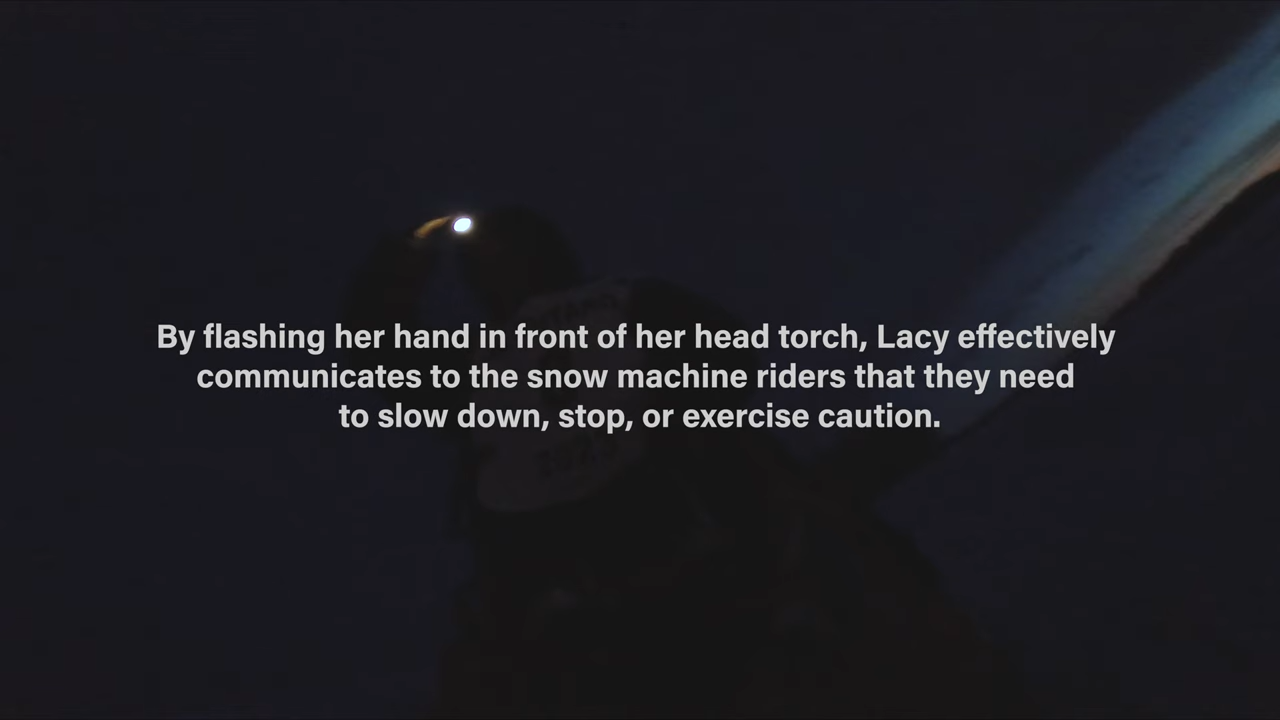 By flashing her hand in front of her head torch, Lacy effectively
communicates to the snow machine riders that they need
to slow down, stop, or exercise caution.